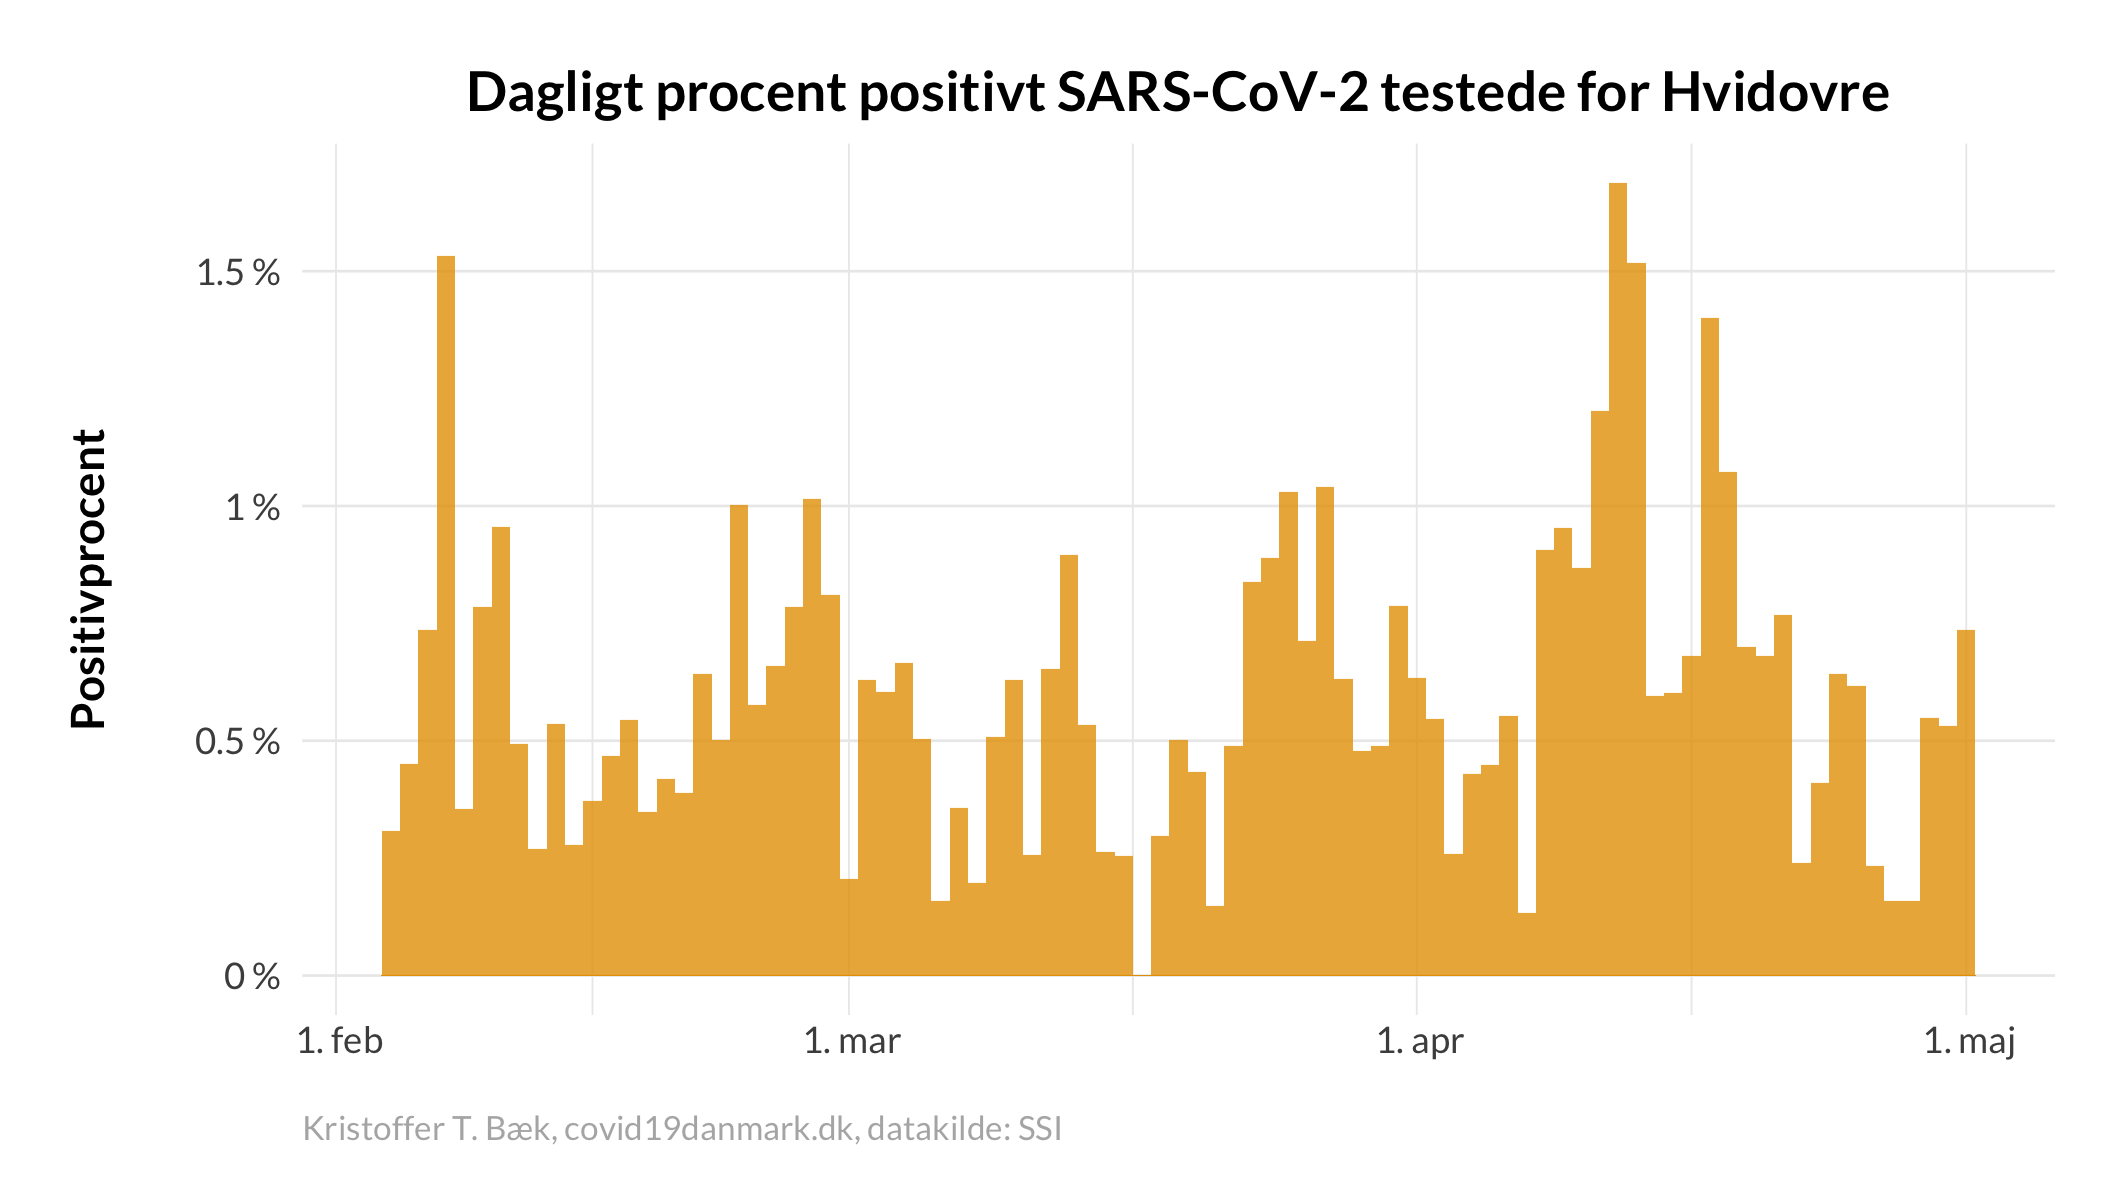 Dagligt procent positivt SARS-CoV-2 testede for Hvidovre
Positivprocent
1.5 %
1 %
0.5 %
0 %
1. feb
1. mar
1. apr
1. maj
Kristoffer T. Bæk, covid19danmark.dk, datakilde: SSI